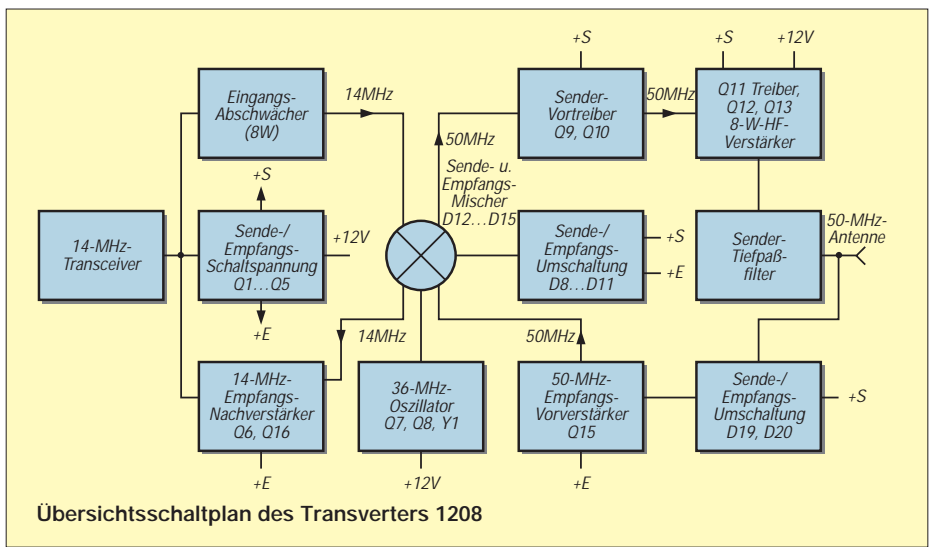 +S
+S
+12V
Eingangs-
Abschwächer
(8W)
14MHz
Sender-
Vortreiber
Q9, Q10
50MHz
Q11 Treiber,
Q12, Q13
8-W-HF-
Verstärker
50MHz
+S
Sende- u.
Empfangs-
Mischer
D12...D15
14-MHz-
Transceiver
Sende-/
Empfangs-
Schaltspannung
Q1...Q5
+12V
Sende-/
Empfangs-
Umschaltung
D8...D11
+S
+E
Sender-
Tiefpaß-
filter
50-MHz-
Antenne
+E
14MHz
50MHz
14-MHz-
Empfangs-
Nachverstärker
Q6, Q16
36-MHz-
Oszillator
Q7, Q8, Y1
50-MHz-
Empfangs-
Vorverstärker
Q15
Sende-/
Empfangs-
Umschaltung
D19, D20
+S
+E
+12V
+E
Übersichtsschaltplan des Transverters 1208